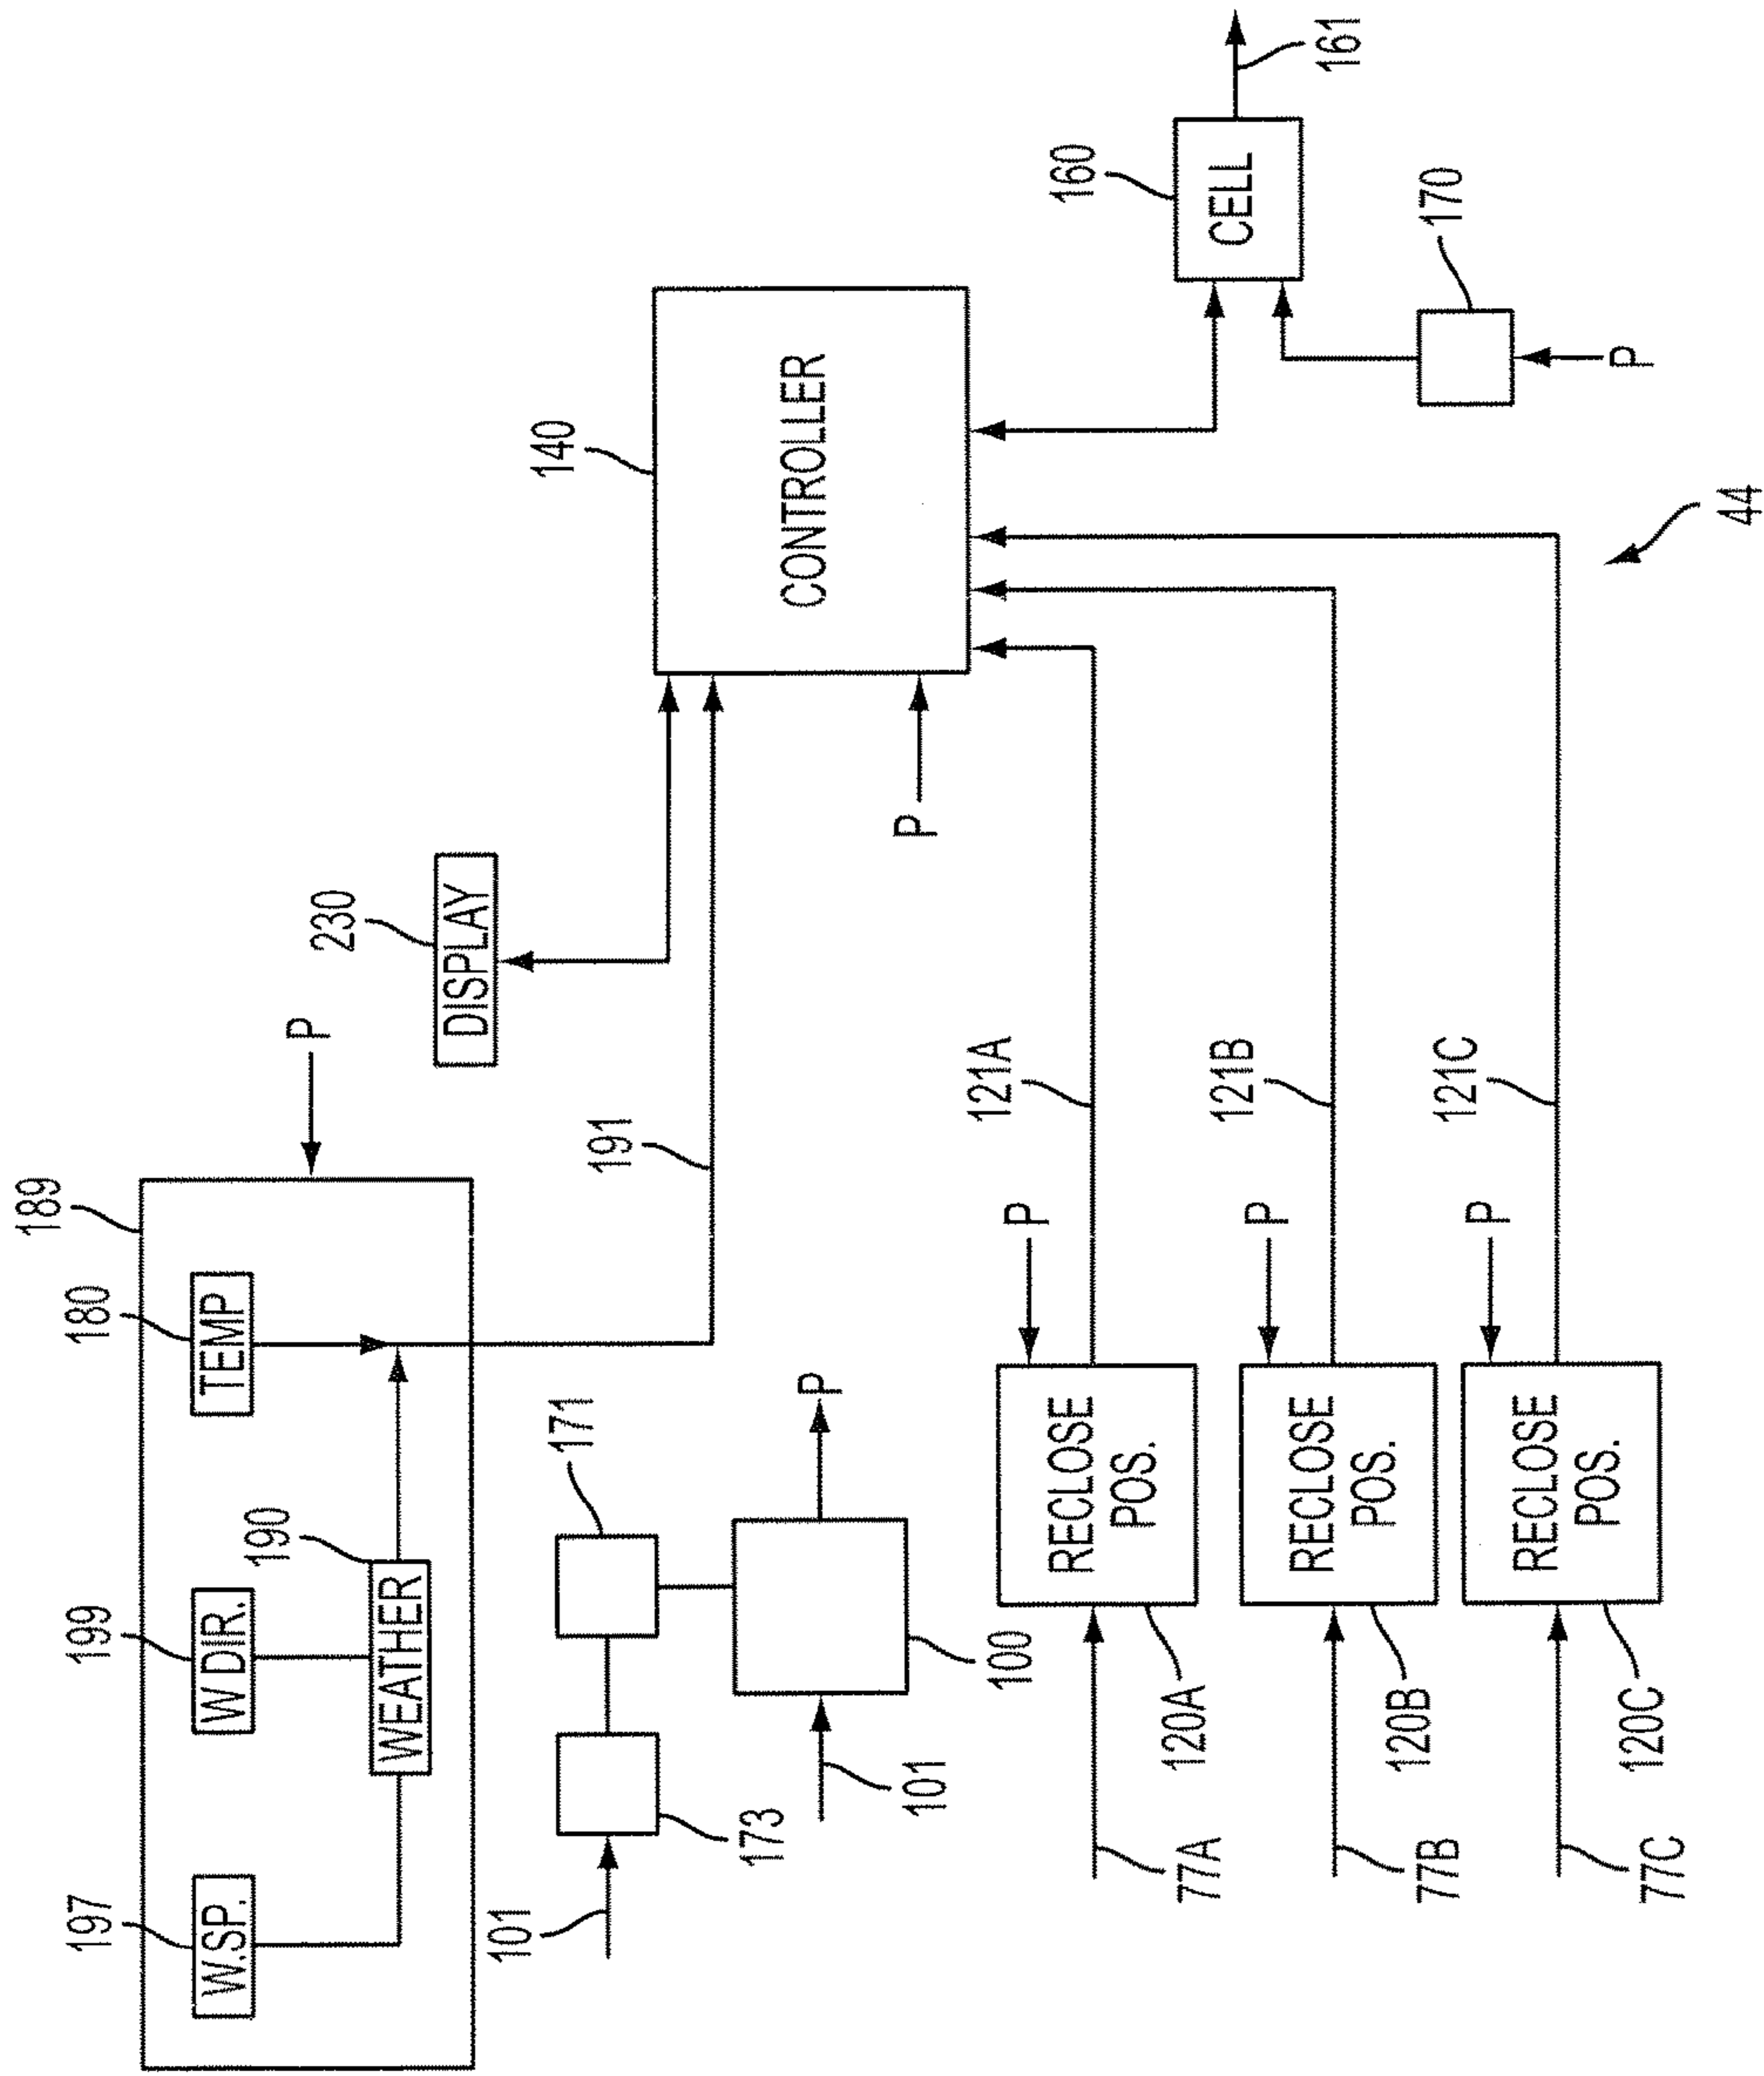 189
197
W.SP.
199
W DIR.
190
WEATHER
180
TEMP
P
191
230
DISPLAY
140
CONTROLLER
P
101
173
171
101
100
P
77A
120A
RECLOSE
POS.
P
121A
77B
120B
RECLOSE
POS.
P
121B
77C
120C
RECLOSE
POS.
P
121C
160
CELL
161
170
P
44